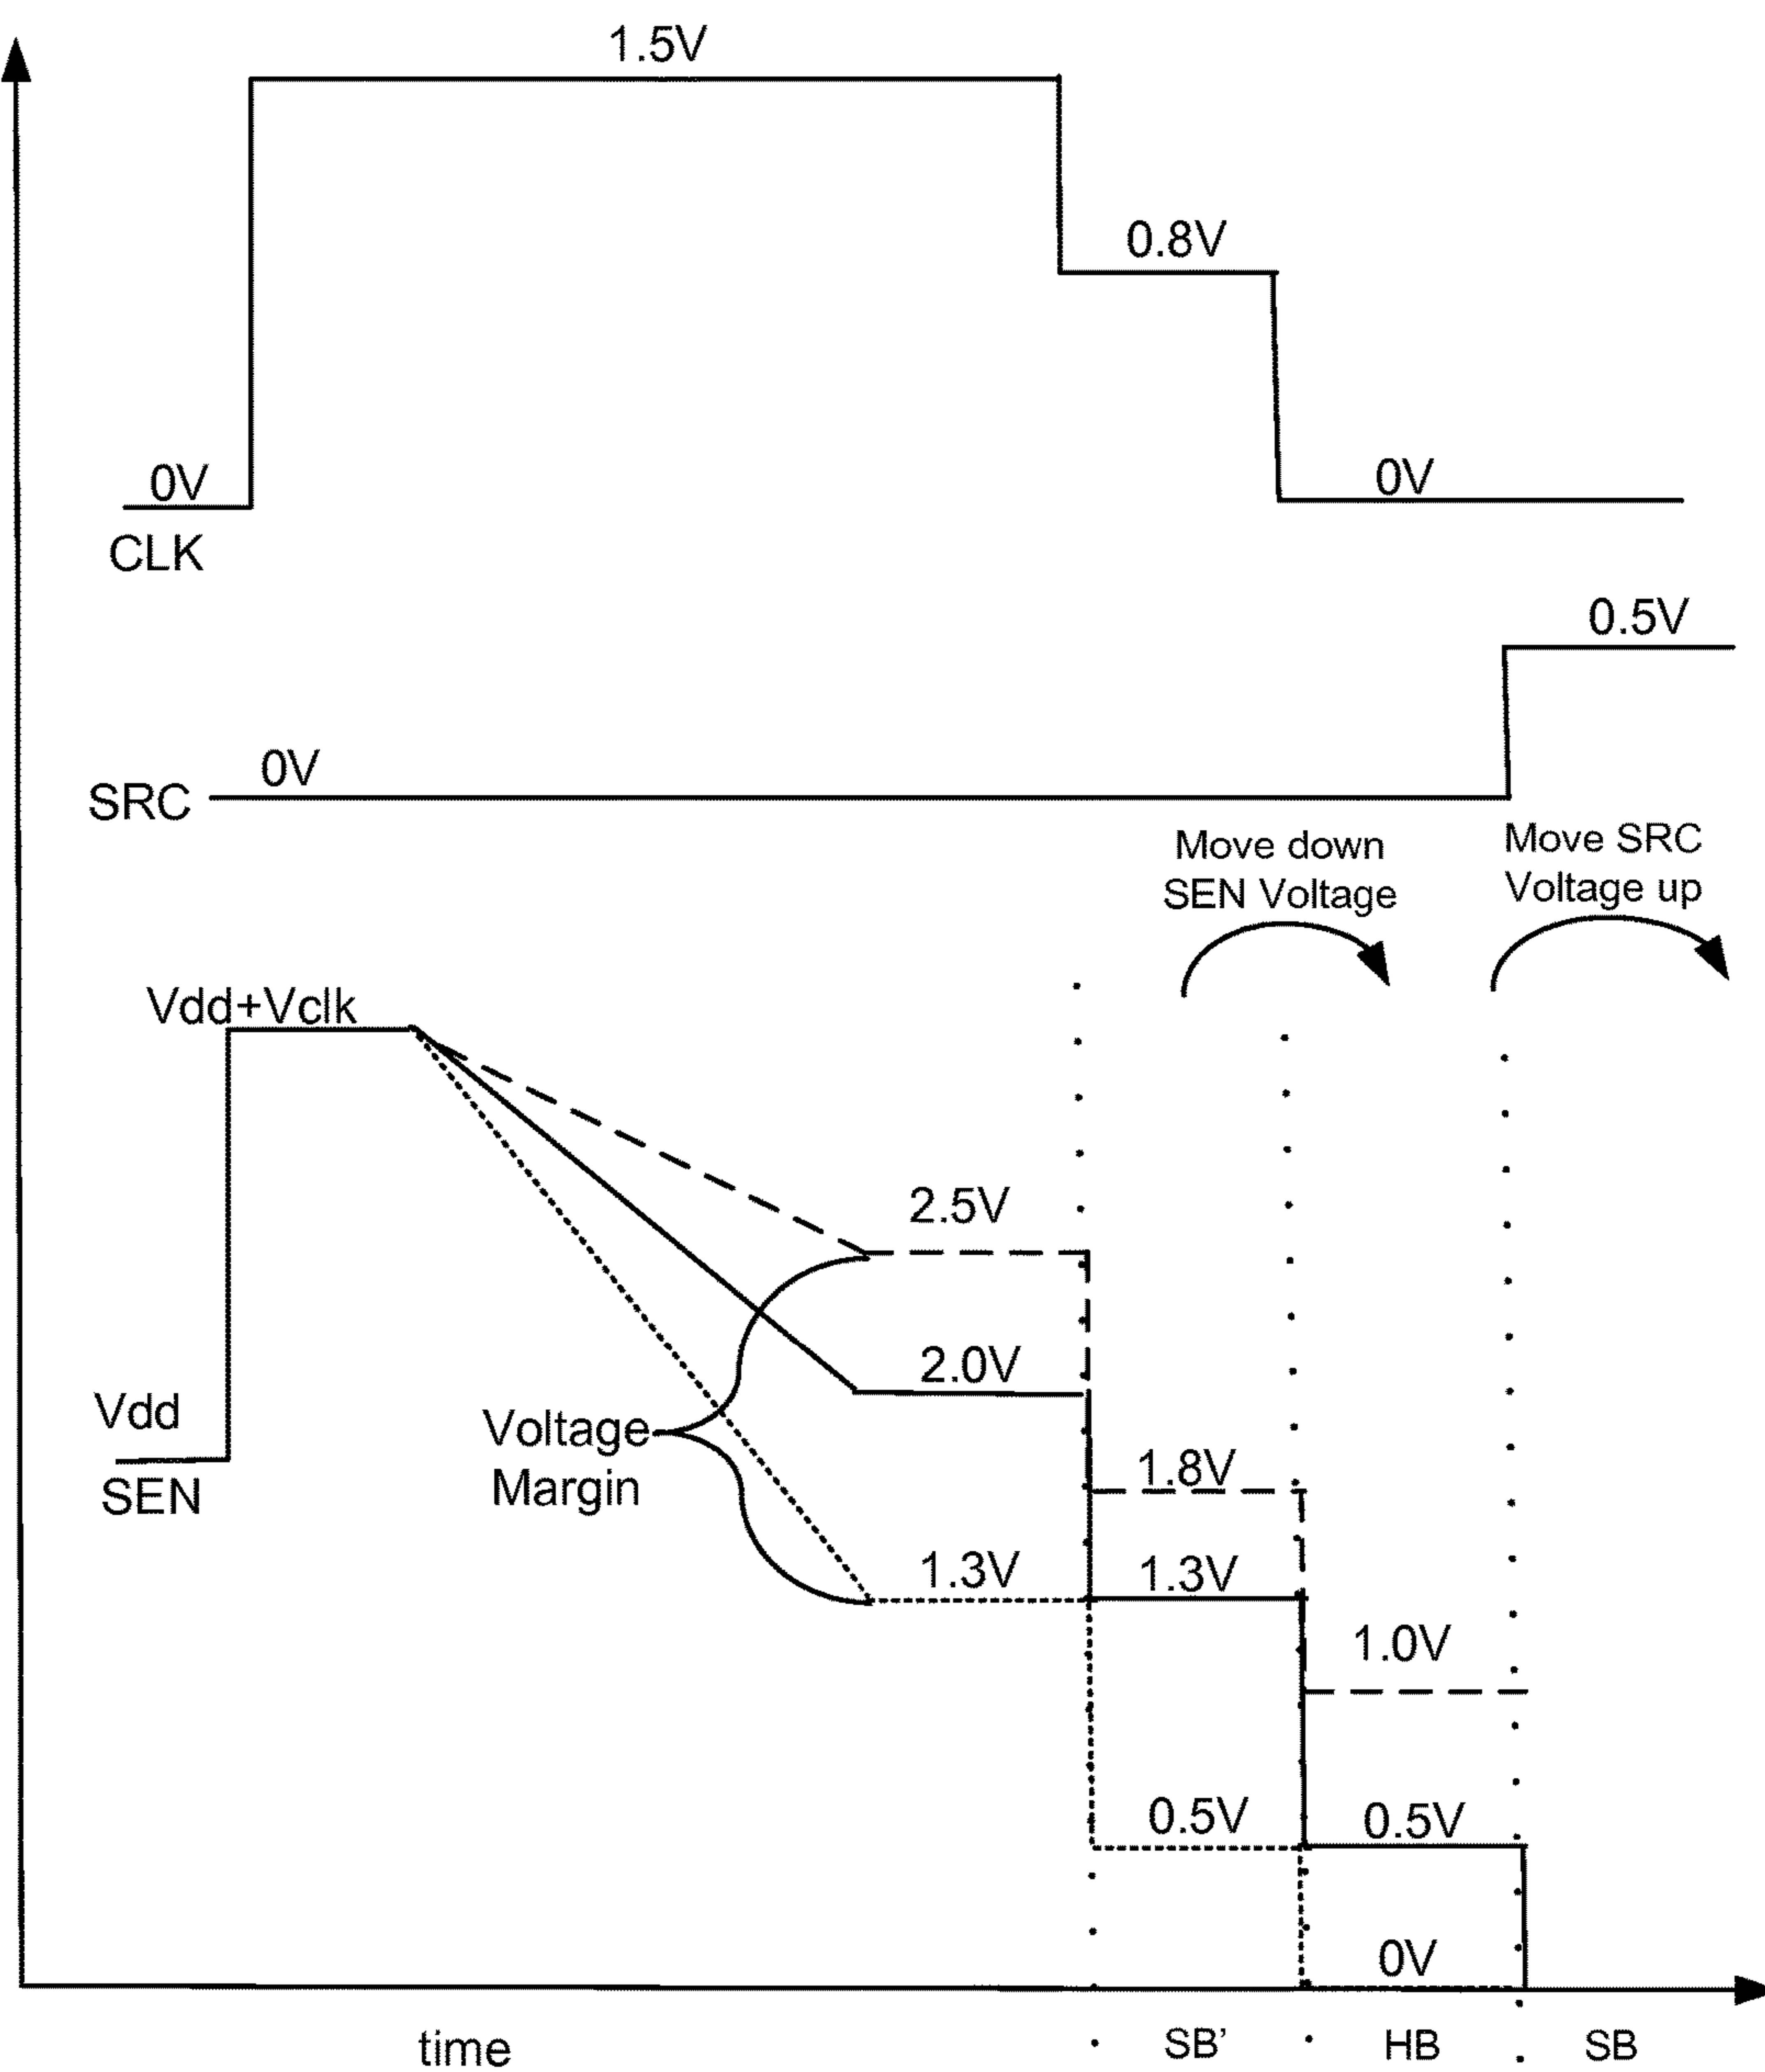 1.5V
0.8V
0V
0V
CLK
0.5V
0V
SRC
Move down
SEN Voltage
Move SRC
Voltage up
Vdd+Vclk
2.5V
2.0V
Vdd
SEN
Voltage
Margin
1.8V
1.3V
1.3V
1.0V
0.5V
0.5V
0V
time
SB’
HB
SB